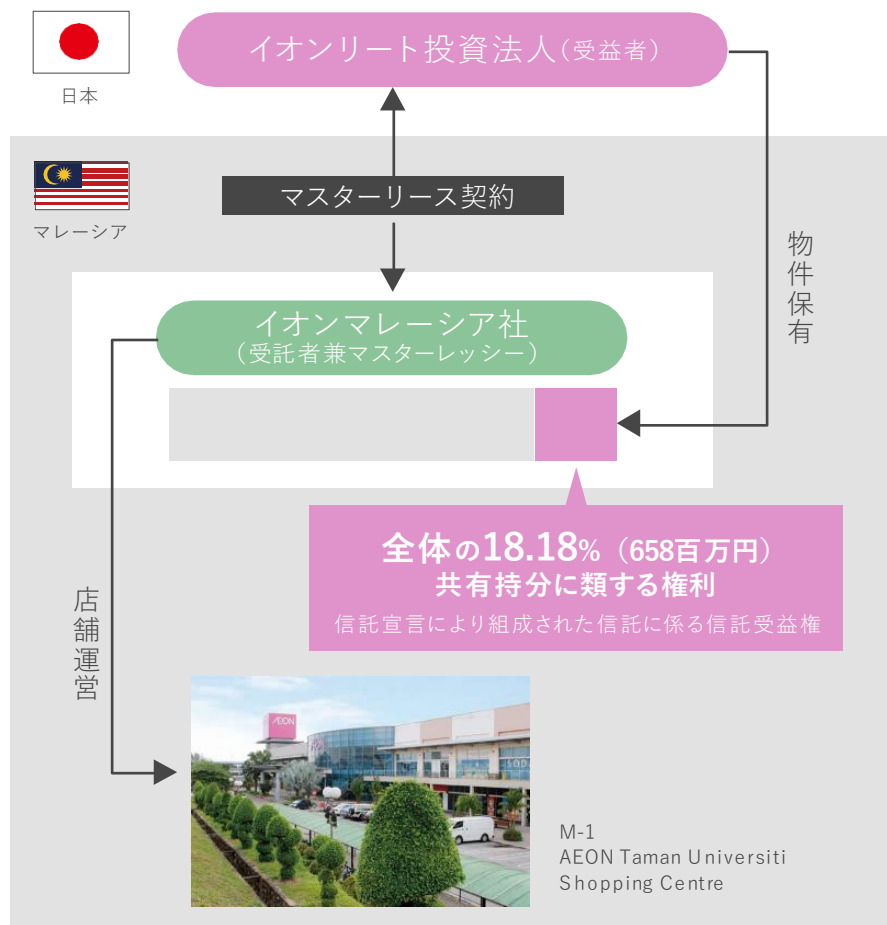 イオンリート投資法人（受益者）
日本
マスターリース契約
マレーシア
物件保有
イオンマレーシア社
（受託者兼マスターレッシー）
全体の18.18%（658百万円）
共有持分に類する権利
信託宣言により組成された信託に係る信託受益権
店舗運営
AEON
M-1
AEON Taman Universiti
Shopping Centre